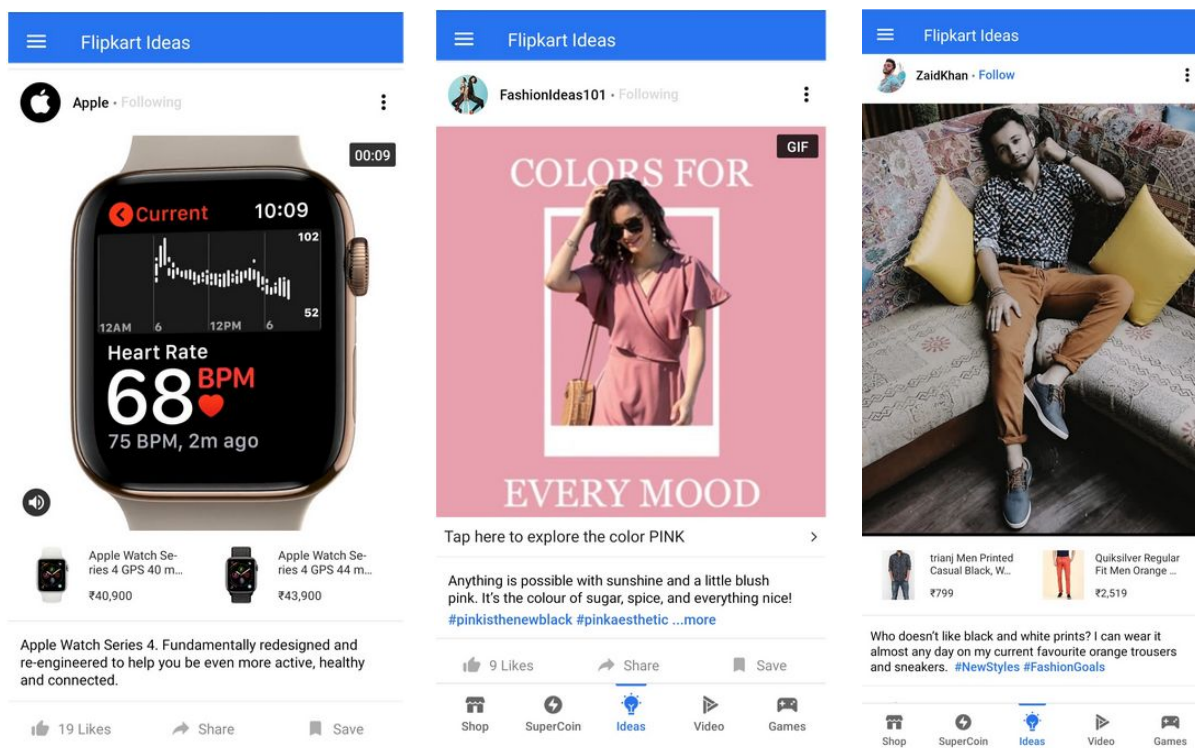 Flipkart Ideas
Apple · Following
00:09
Current 10:09
102
52
12AM 6 12PM 6
Heart Rate
68 BPM
75 BPM, 2m ago
Apple Watch Se-
ries 4 GPS 40 m...
₹40,900
Apple Watch Se-
ries 4 GPS 44 m...
₹43,900
Apple Watch Series 4. Fundamentally redesigned and
re-engineered to help you be even more active, healthy
and connected.
19 Likes Share Save
Flipkart Ideas
FashionIdeas101 · Following
GIF
COLORS FOR
EVERY MOOD
Tap here to explore the color PINK
Anything is possible with sunshine and a little blush
pink. It's the colour of sugar, spice, and everything nice!
#pinkisthenewblack #pinkaesthetic ...more
9 Likes Share Save
Shop SuperCoin Ideas Video Games
Flipkart Ideas
ZaidKhan · Follow
trianj Men Printed
Casual Black, W...
₹799
Quiksilver Regular
Fit Men Orange ...
₹2,519
Who doesn't like black and white prints? I can wear it
almost any day on my current favourite orange trousers
and sneakers. #NewStyles #FashionGoals
Shop SuperCoin Ideas Video Games